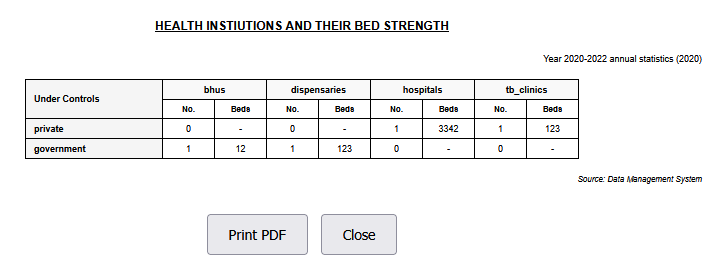 HEALTH INSTIUTIONS AND THEIR BED STRENGTH
Year 2020-2022 annual statistics (2020)
Under Controls bhus dispensaries hospitals tb_clinics
No. Beds No. Beds No. Beds No. Beds
private 0 - 0 - 1 3342 1 123
government 1 12 1 123 0 - 0 -
Source: Data Management System
Print PDF Close